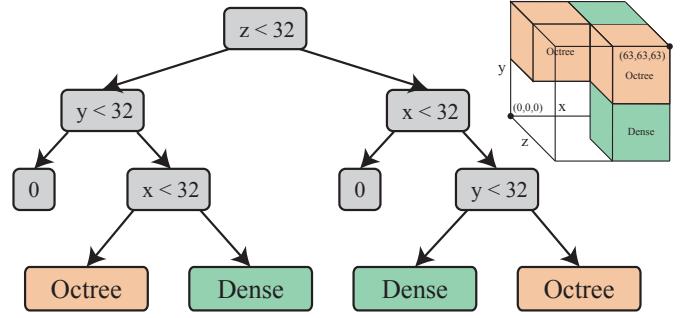 z < 32
y < 32
x < 32
0
x < 32
0
y < 32
Octree
Dense
Dense
Octree
Octree
(63,63,63)
Octree
y
(0,0,0)
x
Dense
z